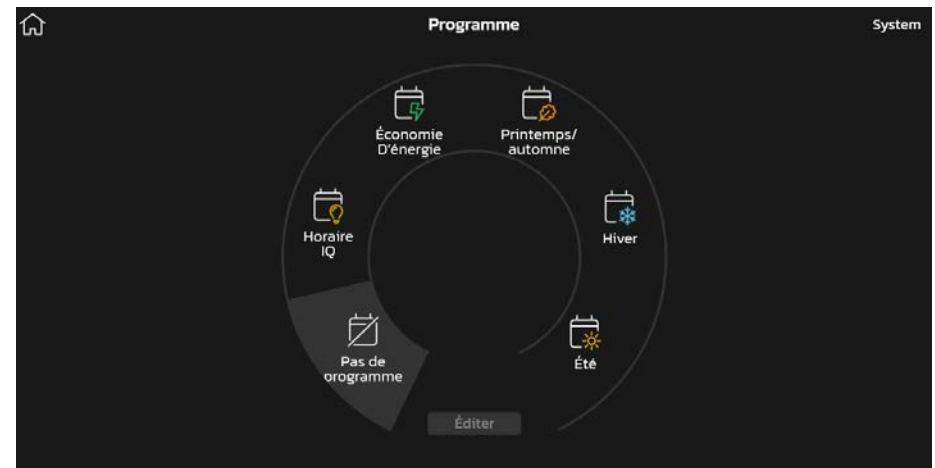 Programme
System
Économie
D'énergie
Printemps/
automne
Horaire
IQ
Hiver
Pas de
programme
Été
Éditer